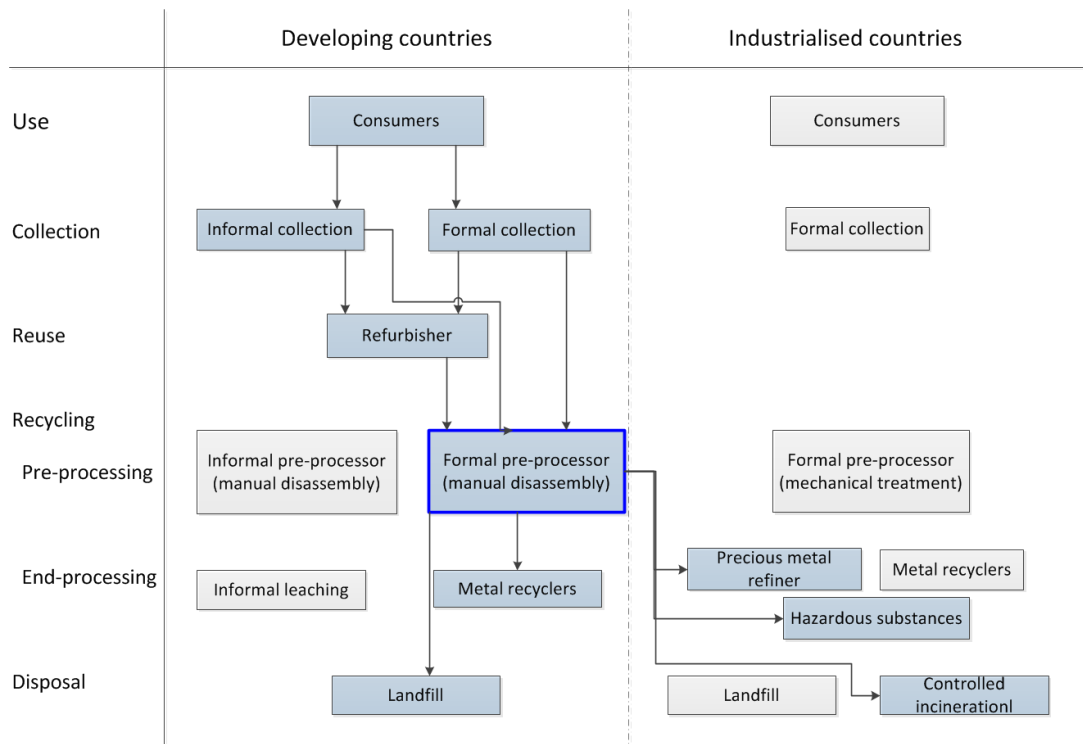 Developing countries
Industrialised countries
Use
Consumers
Consumers
Collection
Informal collection
Formal collection
Formal collection
Reuse
Refurbisher
Recycling
Pre-processing
Informal pre-processor
(manual disassembly)
Formal pre-processor
(manual disassembly)
Formal pre-processor
(mechanical treatment)
End-processing
Informal leaching
Metal recyclers
Precious metal
refiner
Metal recyclers
Hazardous substances
Disposal
Landfill
Landfill
Controlled
incinerationl